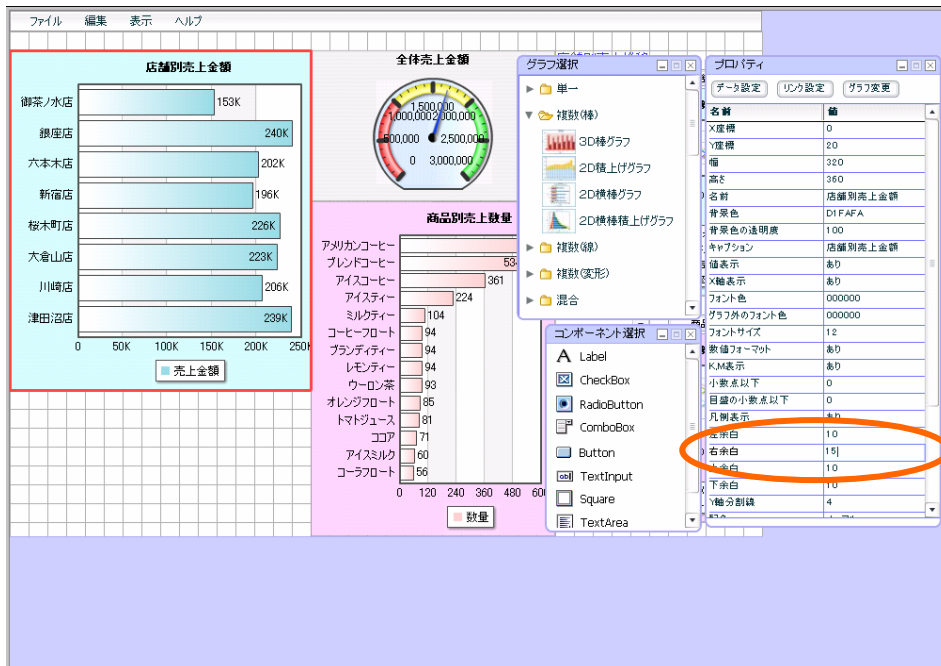 ファイル 編集 表示 ヘルプ
店舗別売上金額
御茶ノ水店 153K
銀座店 240K
六本木店 202K
新宿店 196K
桜木町店 226K
大倉山店 223K
川崎店 206K
津田沼店 239K
0 50K 100K 150K 200K 250K
売上金額
全体売上金額
1,500,000
1,000,000 2,000,000
500,000 2,500,000
0 3,000,000
商品別売上数量
アメリカンコーヒー
ブレンドコーヒー 534
アイスコーヒー 361
アイスティー 224
ミルクティー 104
コーヒーフロート 94
ブランディティー 94
レモンティー 94
ウーロン茶 93
オレンジフロート 85
トマトジュース 81
ココア 71
アイスミルク 60
コーラフロート 56
0 120 240 360 480
数量
グラフ選択
単一
複数(棒)
3D棒グラフ
2D積上げグラフ
2D横棒グラフ
2D横棒積上げグラフ
複数(線)
複数(変形)
混合
コンポーネント選択
A Label
CheckBox
RadioButton
ComboBox
Button
abl TextInput
Square
TextArea
プロパティ
データ設定 リンク設定 グラフ変更
名前 値
X座標 0
Y座標 20
幅 320
高さ 360
名前 店舗別売上金額
背景色 D1FAFA
背景色の透明度 100
キャプション 店舗別売上金額
値表示 あり
X軸表示 あり
フォント色 000000
グラフ外のフォント色 000000
フォントサイズ 12
数値フォーマット あり
K,M表示 あり
小数点以下 0
目盛の小数点以下 0
凡例表示 あり
左余白 10
右余白 15
上余白 10
下余白 10
Y軸分割線 4